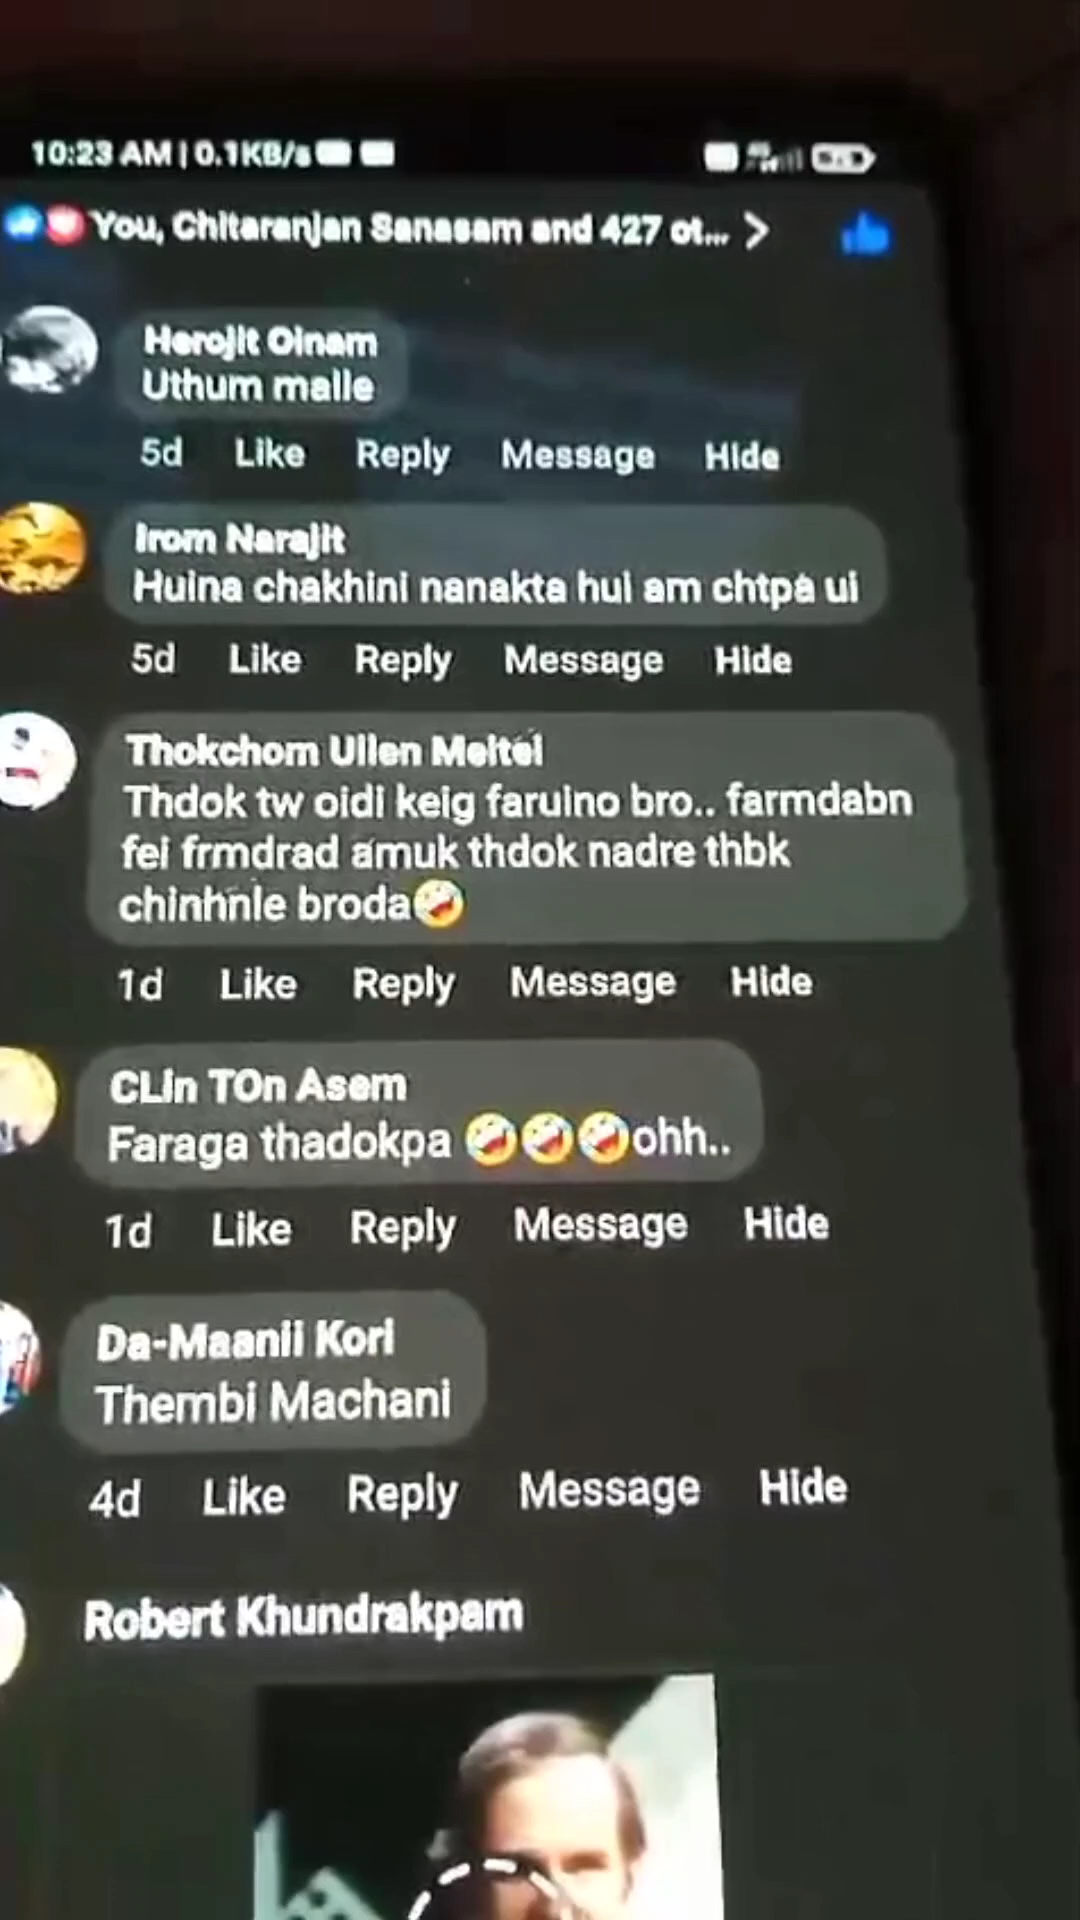 10:23 AM | 0.1KB/s
You, Chitaranjan Sanasam and 427 ot... >
Herojit Oinam
Uthum malle
5d Like Reply Message Hide
Irom Narajit
Huina chakhini nanakta hui am chtpa ui
5d Like Reply Message Hide
Thokchom Ullen Meitei
Thdok tw oidi keig faruino bro.. farmdabn
fei frmdrad amuk thdok nadre thbk
chinhnle broda🤣
1d Like Reply Message Hide
CLin TOn Asem
Faraga thadokpa 🤣🤣🤣ohh..
1d Like Reply Message Hide
Da-Maanii Kori
Thembi Machani
4d Like Reply Message Hide
Robert Khundrakpam